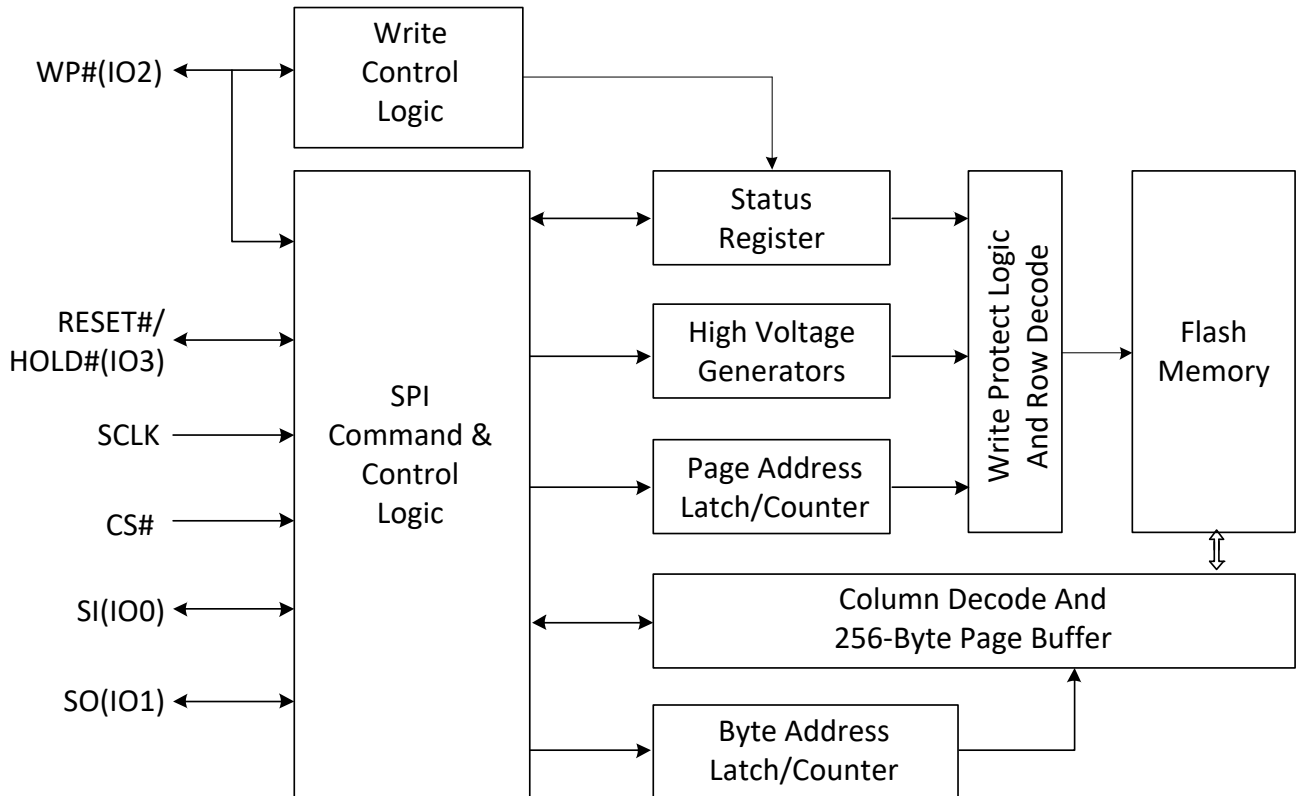 WP#(IO2)
Write
Control
Logic
RESET#/
HOLD#(IO3)
SCLK
CS#
SI(IO0)
SO(IO1)
SPI
Command &
Control
Logic
Status
Register
High Voltage
Generators
Page Address
Latch/Counter
Write Protect Logic
And Row Decode
Flash
Memory
Column Decode And
256-Byte Page Buffer
Byte Address
Latch/Counter